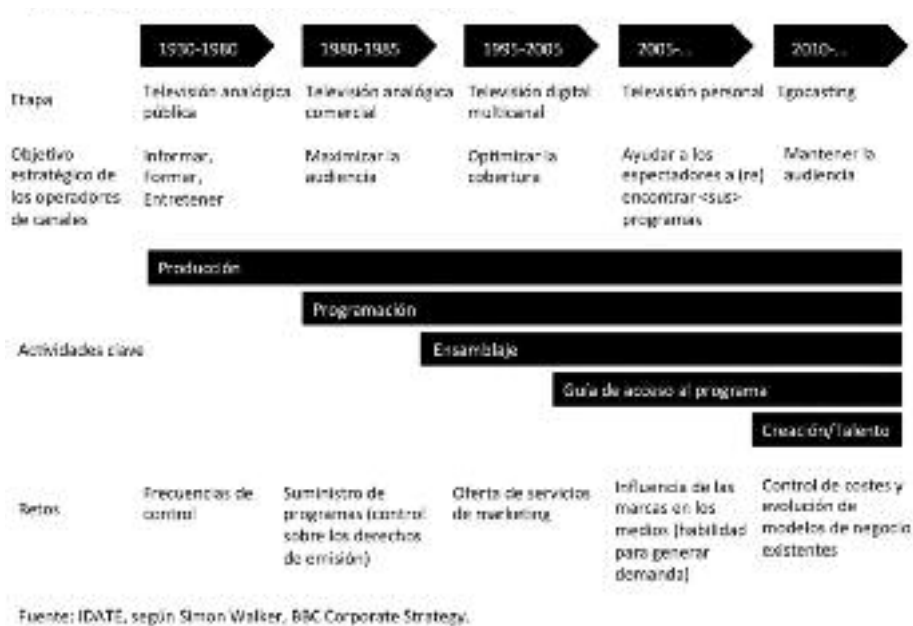 1930-1980 1980-1985 1995-2005 2005-... 2010-...
Etapa
Televisión analógica pública
Televisión analógica comercial
Televisión digital multicanal
Televisión personal
Egocasting
Objetivo
estratégico de
los operadores
de canales
Informar,
Formar,
Entretener
Maximizar la
audiencia
Optimizar la
cobertura
Ayudar a los
espectadores a (re)
encontrar <sus>
programas
Mantener la
audiencia
Actividades clave
Producción
Programación
Ensamblaje
Guía de acceso al programa
Creación/Talento
Retos
Frecuencias de
control
Suministro de
programas (control
sobre los derechos
de emisión)
Oferta de servicios
de marketing
Influencia de las
marcas en los
medios (habilidad
para generar
demanda)
Control de costes y
evolución de
modelos de negocio
existentes
Fuente: IDATE, según Simon Walker, BBC Corporate Strategy.